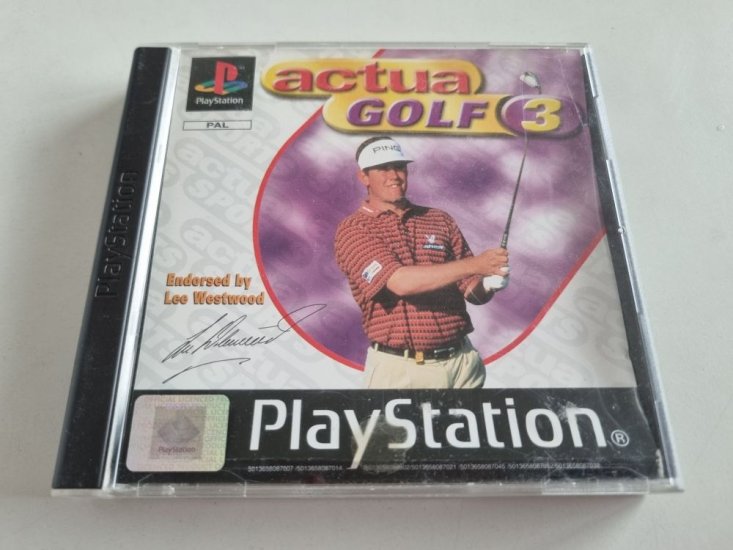 PlayStation
PlayStation
PAL
actua
GOLF 3
PING
Endorsed by
Lee Westwood
PlayStation
PlayStation®